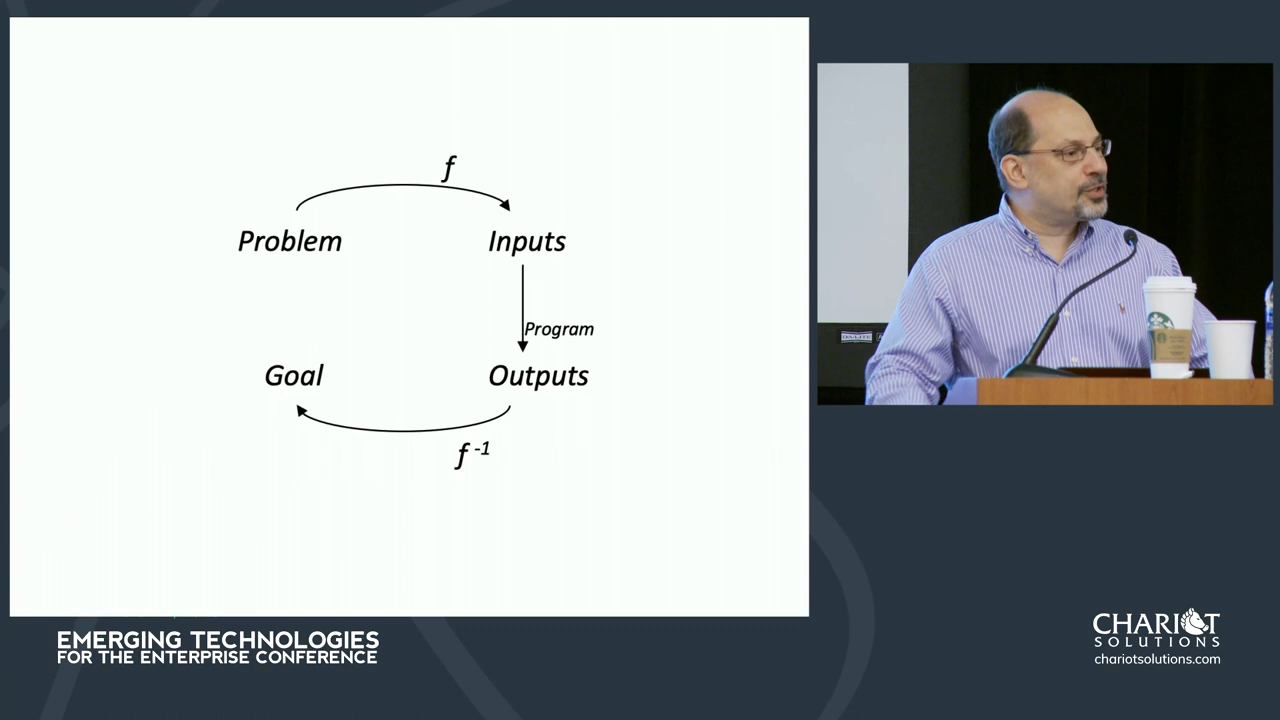 f
Problem
Inputs
Program
Goal
Outputs
f -1
EMERGING TECHNOLOGIES
FOR THE ENTERPRISE CONFERENCE
CHARIOT
SOLUTIONS
chariotsolutions.com